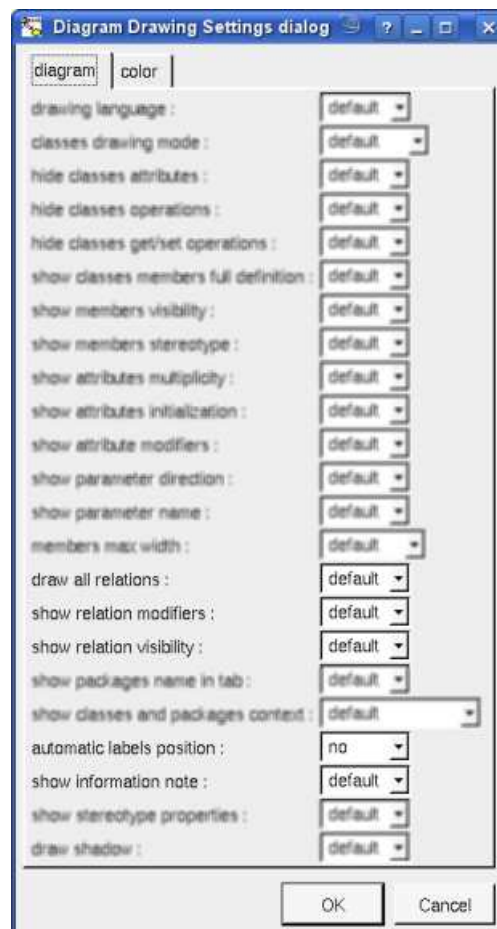 Diagram Drawing Settings dialog
diagram color
drawing language : default
classes drawing mode : default
hide classes attributes : default
hide classes operations : default
hide classes get/set operations : default
show classes members full definition : default
show members visibility : default
show members stereotype : default
show attributes multiplicity : default
show attributes initialization : default
show attribute modifiers : default
show parameter direction : default
show parameter name : default
members max width : default
draw all relations : default
show relation modifiers : default
show relation visibility : default
show packages name in tab : default
show classes and packages context : default
automatic labels position : no
show information note : default
show stereotype properties : default
draw shadow : default
OK Cancel